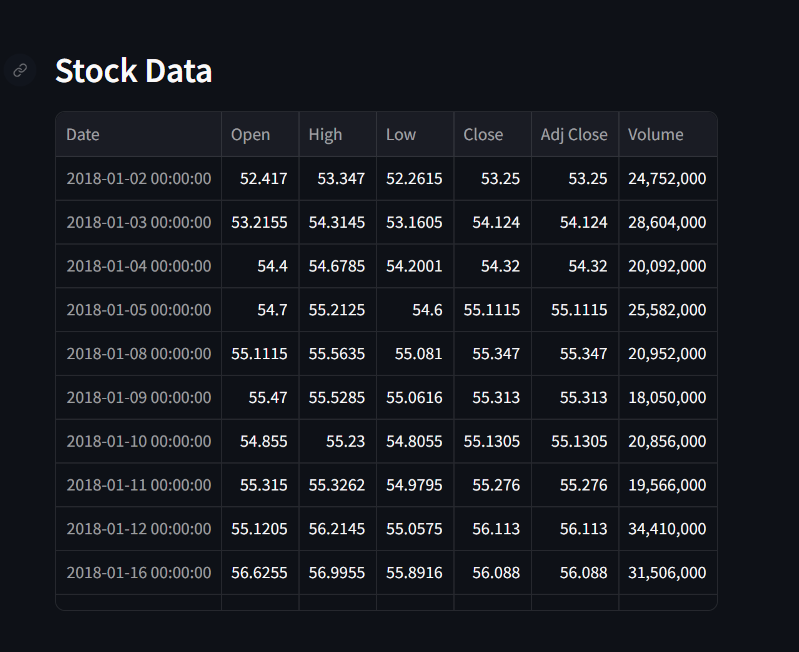 Stock Data
Date Open High Low Close Adj Close Volume
2018-01-02 00:00:00 52.417 53.347 52.2615 53.25 53.25 24,752,000
2018-01-03 00:00:00 53.2155 54.3145 53.1605 54.124 54.124 28,604,000
2018-01-04 00:00:00 54.4 54.6785 54.2001 54.32 54.32 20,092,000
2018-01-05 00:00:00 54.7 55.2125 54.6 55.1115 55.1115 25,582,000
2018-01-08 00:00:00 55.1115 55.5635 55.081 55.347 55.347 20,952,000
2018-01-09 00:00:00 55.47 55.5285 55.0616 55.313 55.313 18,050,000
2018-01-10 00:00:00 54.855 55.23 54.8055 55.1305 55.1305 20,856,000
2018-01-11 00:00:00 55.315 55.3262 54.9795 55.276 55.276 19,566,000
2018-01-12 00:00:00 55.1205 56.2145 55.0575 56.113 56.113 34,410,000
2018-01-16 00:00:00 56.6255 56.9955 55.8916 56.088 56.088 31,506,000